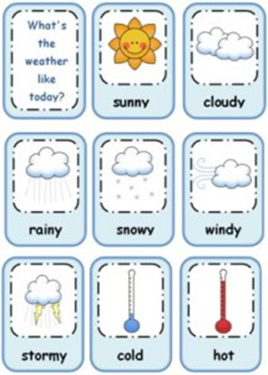 What's
the
weather
like
today?
sunny
cloudy
rainy
snowy
windy
stormy
cold
hot